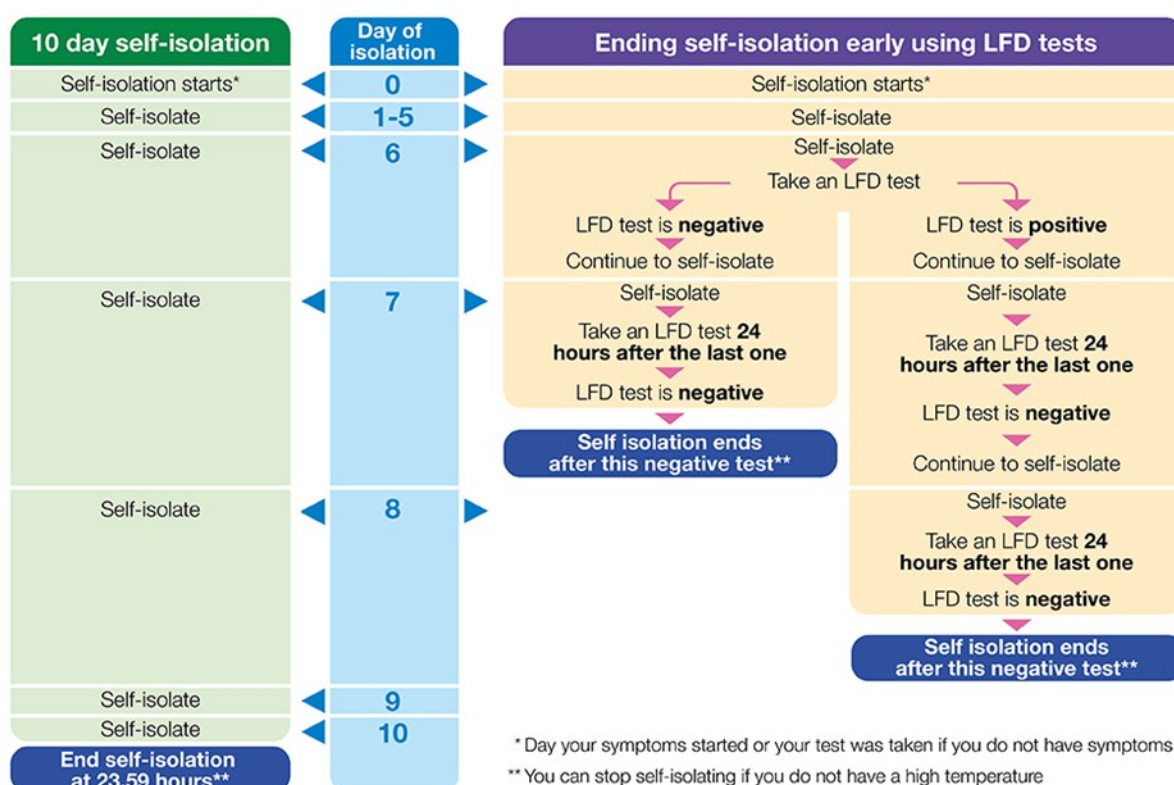 10 day self-isolation
Day of
isolation
Ending self-isolation early using LFD tests
Self-isolation starts*
0
Self-isolation starts*
Self-isolate
1-5
Self-isolate
Self-isolate
6
Self-isolate
Take an LFD test
LFD test is negative
Continue to self-isolate
LFD test is positive
Continue to self-isolate
Self-isolate
7
Self-isolate
Take an LFD test 24
hours after the last one
LFD test is negative
Self isolation ends
after this negative test**
Self-isolate
Take an LFD test 24
hours after the last one
LFD test is negative
Continue to self-isolate
Self-isolate
8
Self-isolate
Take an LFD test 24
hours after the last one
LFD test is negative
Self isolation ends
after this negative test**
Self-isolate
9
Self-isolate
10
End self-isolation
at 23.59 hours**
* Day your symptoms started or your test was taken if you do not have symptoms
** You can stop self-isolating if you do not have a high temperature